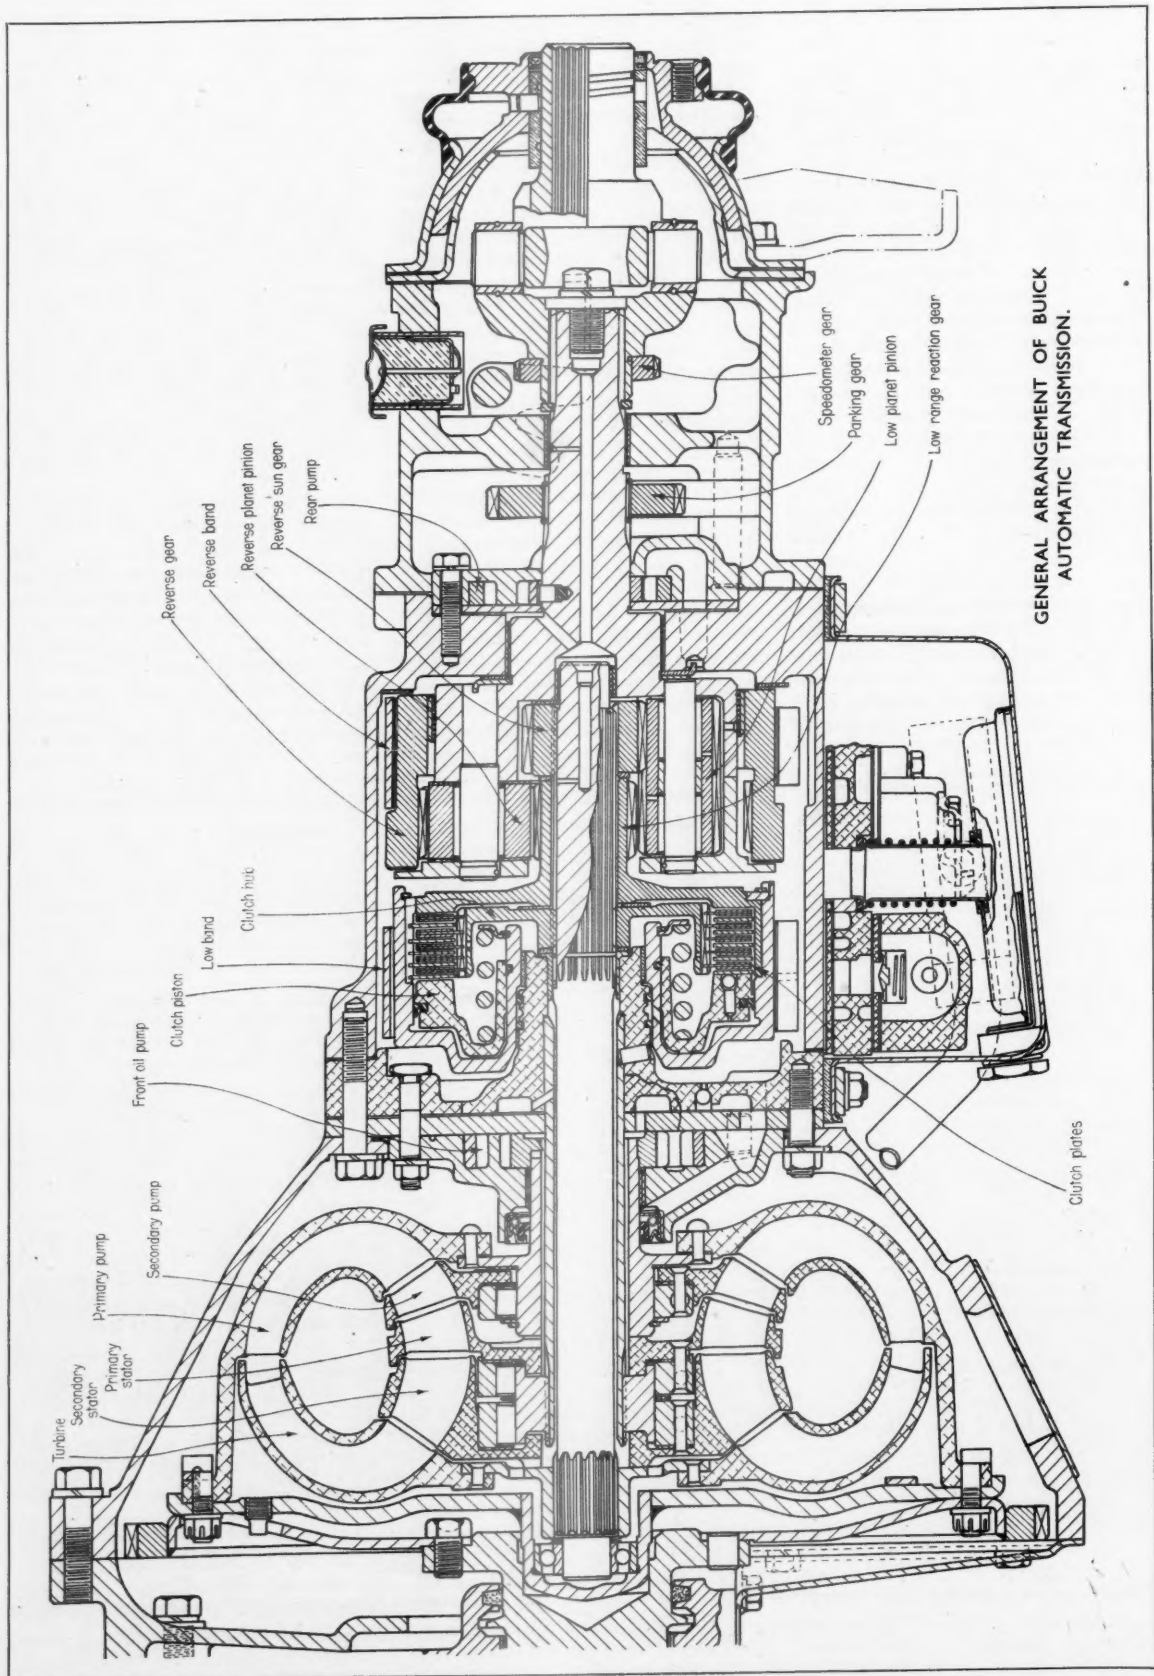 Turbine
Secondary
stator
Primary
stator
Primary pump
Secondary pump
Front oil pump
Clutch piston
Low band
Clutch hub
Reverse gear
Reverse band
Reverse planet pinion
Reverse sun gear
Rear pump
Speedometer gear
Parking gear
Low planet pinion
Low range reaction gear
Clutch plates
GENERAL ARRANGEMENT OF BUICK
AUTOMATIC TRANSMISSION.